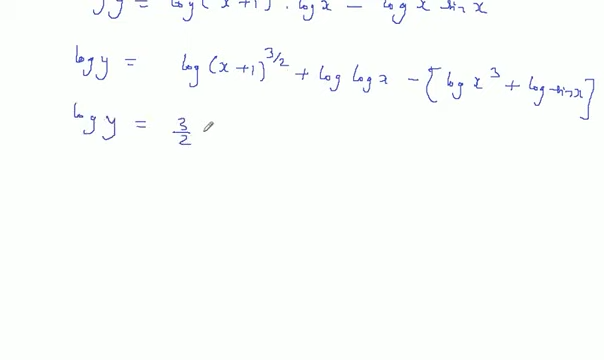 log y = log (x+1)^3/2 + log log x − [log x^3 + log sin x]
log y = 3/2